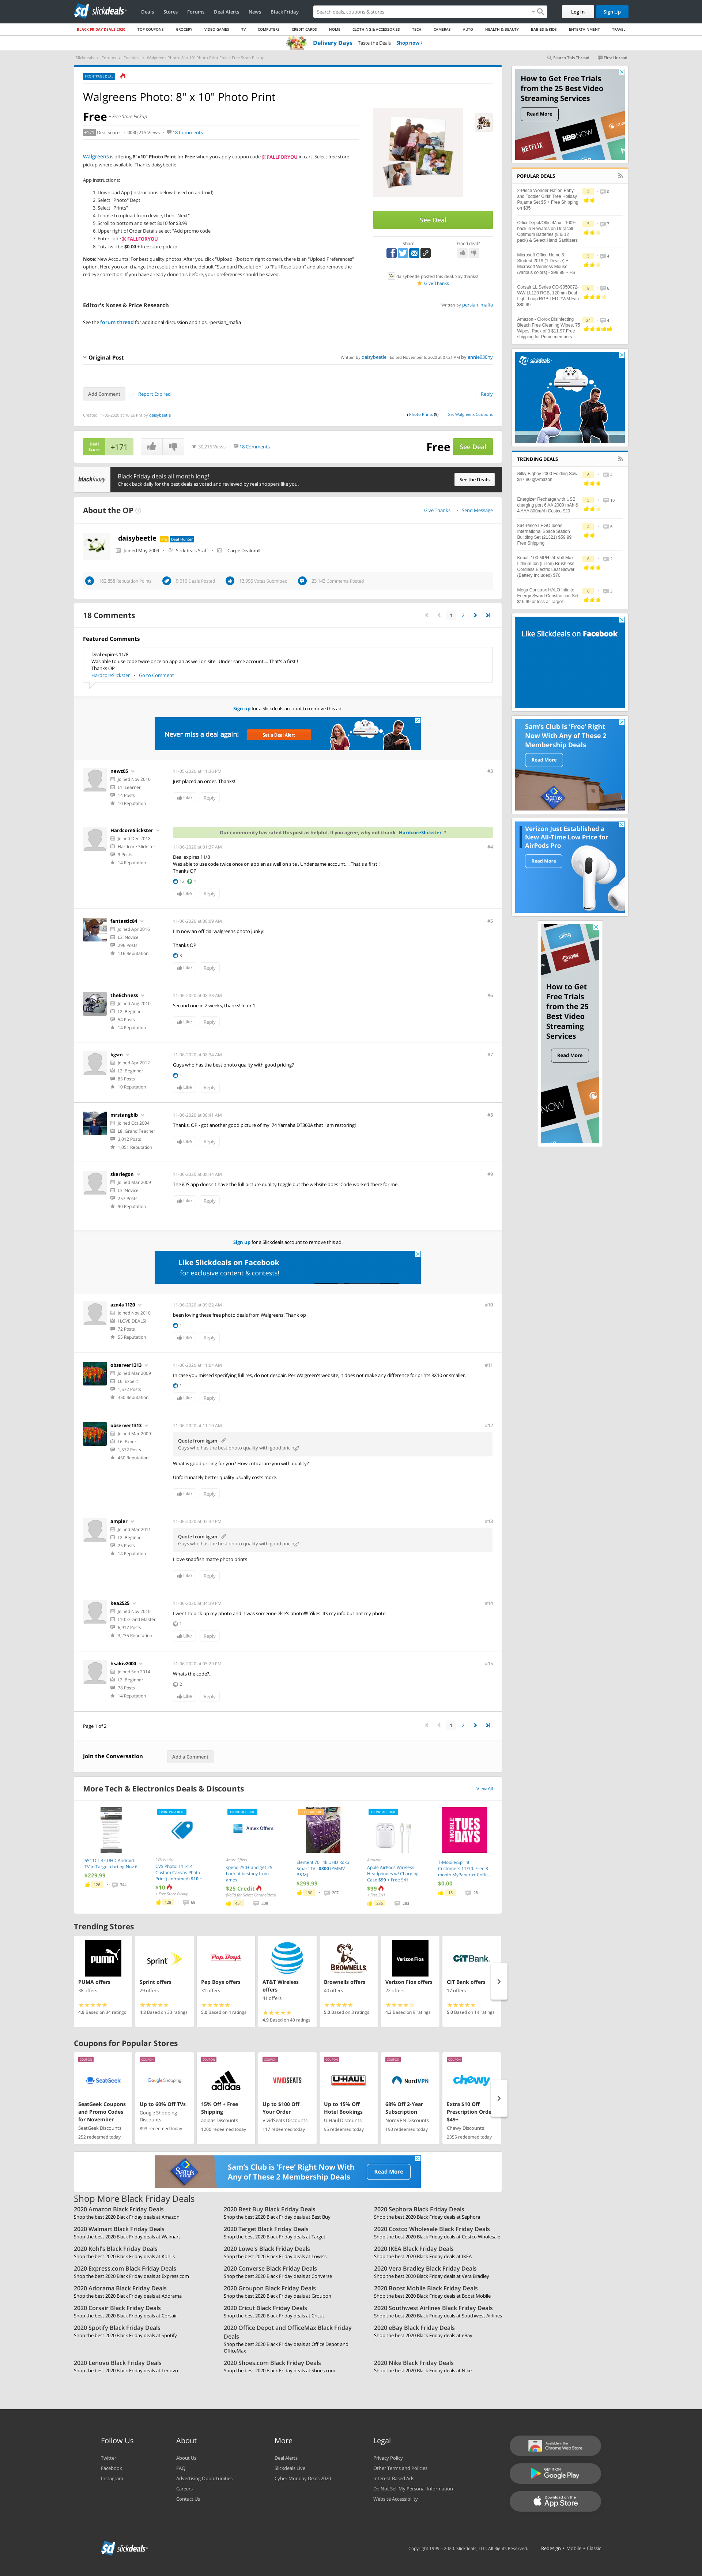 slickdeals
Deals Stores Forums Deal Alerts News Black Friday
Search deals, coupons & stores
Log In Sign Up
BLACK FRIDAY DEALS 2020 TOP COUPONS GROCERY VIDEO GAMES TV COMPUTERS CREDIT CARDS HOME CLOTHING & ACCESSORIES TECH CAMERAS AUTO HEALTH & BEAUTY BABIES & KIDS ENTERTAINMENT TRAVEL
Delivery Days Taste the Deals Shop now
Slickdeals Forums Freebies Walgreens Photo: 8" x 10" Photo Print Free + Free Store Pickup
Search This Thread First Unread
FRONTPAGE DEAL
Walgreens Photo: 8" x 10" Photo Print
Free + Free Store Pickup
+171 Deal Score 30,215 Views 18 Comments
Walgreens is offering 8"x10" Photo Print for Free when you apply coupon code FALLFORYOU in cart. Select free store
pickup where available. Thanks daisybeetle
App instructions:
1. Download App (instructions below based on android)
2. Select "Photo" Dept
3. Select "Prints"
4. I chose to upload from device, then "Next"
5. Scroll to bottom and select 8x10 for $3.99
6. Upper right of Order Details select "Add promo code"
7. Enter code FALLFORYOU
8. Total will be $0.00 + free store pickup
Note: New Accounts: For best quality photos: After you click on "upload" (bottom right corner), there is an option (tab) "Upload Preferences"
option. Here you can change the resolution from the default "Standard Resolution" to "Full Resolution". You will need to be sure to have an
account before you do this, otherwise your preferences should be saved.
See Deal
Share Good deal?
daisybeetle posted this deal. Say thanks!
Give Thanks
Editor's Notes & Price Research
Written by persian_mafia
See the forum thread for additional discussion and tips. -persian_mafia
Original Post
Written by daisybeetle Edited November 6, 2020 at 07:21 AM by annie930ny
Add Comment Report Expired Reply
Created 11-05-2020 at 10:26 PM by daisybeetle
in Photo Prints (9) Get Walgreens Coupons
Deal Score +171 30,215 Views 18 Comments Free See Deal
blackfriday
Black Friday deals all month long!
Check back daily for the best deals as voted and reviewed by real shoppers like you.
See the Deals
About the OP
Give Thanks Send Message
daisybeetle Pro Deal Hunter
Joined May 2009 Slickdeals Staff : Carpe Dealium!
162,858 Reputation Points 5,616 Deals Posted 13,996 Votes Submitted 23,143 Comments Posted
18 Comments
1 2
Featured Comments
Deal expires 11/8
Was able to use code twice once on app an as well on site . Under same account.... That's a first !
Thanks OP
HardcoreSlickster Go to Comment
Sign up for a Slickdeals account to remove this ad.
Never miss a deal again! Set a Deal Alert
newz05
Joined Nov 2010
L1: Learner
14 Posts
10 Reputation
11-05-2020 at 11:36 PM #3
Just placed an order. Thanks!
Like Reply
HardcoreSlickster
Joined Dec 2018
Hardcore Slickster
9 Posts
14 Reputation
Our community has rated this post as helpful. If you agree, why not thank HardcoreSlickster ?
11-06-2020 at 01:37 AM #4
Deal expires 11/8
Was able to use code twice once on app an as well on site . Under same account.... That's a first !
Thanks OP
12 1
Like Reply
fantastic84
Joined Apr 2016
L3: Novice
296 Posts
116 Reputation
11-06-2020 at 08:09 AM #5
I'm now an official walgreens photo junky!
Thanks OP
3
Like Reply
the6chness
Joined Aug 2010
L2: Beginner
54 Posts
14 Reputation
11-06-2020 at 08:33 AM #6
Second one in 2 weeks, thanks! In or 1.
Like Reply
kgsm
Joined Apr 2012
L2: Beginner
85 Posts
10 Reputation
11-06-2020 at 08:34 AM #7
Guys who has the best photo quality with good pricing?
1
Like Reply
mrstangblb
Joined Oct 2004
L8: Grand Teacher
3,012 Posts
1,051 Reputation
11-06-2020 at 08:41 AM #8
Thanks, OP - got another good picture of my '74 Yamaha DT360A that I am restoring!
Like Reply
skerlegon
Joined Mar 2009
L3: Novice
257 Posts
90 Reputation
11-06-2020 at 08:48 AM #9
The iOS app doesn't have the full picture quality toggle but the website does. Code worked there for me.
Like Reply
Sign up for a Slickdeals account to remove this ad.
Like Slickdeals on Facebook
for exclusive content & contests!
azn4u1120
Joined Nov 2010
I LOVE DEALS!
72 Posts
55 Reputation
11-06-2020 at 09:22 AM #10
been loving these free photo deals from Walgreens! Thank op
1
Like Reply
observer1313
Joined Mar 2009
L6: Expert
1,572 Posts
450 Reputation
11-06-2020 at 11:09 AM #11
In case you missed specifying full res, do not despair. Per Walgreen's website, it does not make any difference for prints 8X10 or smaller.
1
Like Reply
observer1313
Joined Mar 2009
L6: Expert
1,572 Posts
450 Reputation
11-06-2020 at 11:10 AM #12
Quote from kgsm
Guys who has the best photo quality with good pricing?
What is good pricing for you? How critical are you with quality?
Unfortunately better quality usually costs more.
Like Reply
ampler
Joined Mar 2011
L2: Beginner
25 Posts
14 Reputation
11-06-2020 at 03:02 PM #13
Quote from kgsm
Guys who has the best photo quality with good pricing?
I love snapfish matte photo prints
Like Reply
kea2525
Joined Nov 2010
L10: Grand Master
6,917 Posts
3,235 Reputation
11-06-2020 at 04:39 PM #14
I went to pick up my photo and it was someone else's photo!!! Yikes. Its my info but not my photo
1
Like Reply
hsakiv2000
Joined Sep 2014
L2: Beginner
78 Posts
14 Reputation
11-06-2020 at 05:29 PM #15
Whats the code?...
2
Like Reply
Page 1 of 2 1 2
Join the Conversation Add a Comment
More Tech & Electronics Deals & Discounts View All
65" TCL 4k UHD Android TV in Target starting Nov 6
$229.99
CVS Photo
CVS Photo: 11"x14" Custom Canvas Photo Print (Unframed) $10 + ...
$10
+ Free Store Pickup
Amex Offers
spend 250+ and get 25 back at bestbuy from amex
$25 Credit
(Valid for Select Cardholders)
Element 70" 4k UHD Roku Smart TV - $300 (YMMV B&M)
$299.99
Amazon
Apple AirPods Wireless Headphones w/ Charging Case $99 + Free S/H
$99
+ Free S/H
MOBILE TUES DAYS
T-Mobile/Sprint Customers 11/10: Free 3 month MyPanera+ Coffe...
$0.00
Trending Stores
PUMA offers
38 offers
4.9 Based on 34 ratings
Sprint offers
29 offers
4.8 Based on 33 ratings
Pep Boys offers
31 offers
5.0 Based on 4 ratings
AT&T Wireless offers
41 offers
4.9 Based on 40 ratings
Brownells offers
40 offers
5.0 Based on 3 ratings
Verizon Fios offers
22 offers
4.3 Based on 9 ratings
CIT Bank offers
17 offers
5.0 Based on 14 ratings
Coupons for Popular Stores
SeatGeek Coupons and Promo Codes for November
SeatGeek Discounts
252 redeemed today
Up to 60% Off TVs
Google Shopping Discounts
893 redeemed today
15% Off + Free Shipping
adidas Discounts
1200 redeemed today
Up to $100 Off Your Order
VividSeats Discounts
117 redeemed today
Up to 15% Off Hotel Bookings
U-Haul Discounts
95 redeemed today
68% Off 2-Year Subscription
NordVPN Discounts
190 redeemed today
Extra $10 Off Prescription Orde $49+
Chewy Discounts
2355 redeemed today
Sam's Club is 'Free' Right Now With
Any of These 2 Membership Deals
Read More
Shop More Black Friday Deals
2020 Amazon Black Friday Deals
Shop the best 2020 Black Friday deals at Amazon
2020 Best Buy Black Friday Deals
Shop the best 2020 Black Friday deals at Best Buy
2020 Sephora Black Friday Deals
Shop the best 2020 Black Friday deals at Sephora
2020 Walmart Black Friday Deals
Shop the best 2020 Black Friday deals at Walmart
2020 Target Black Friday Deals
Shop the best 2020 Black Friday deals at Target
2020 Costco Wholesale Black Friday Deals
Shop the best 2020 Black Friday deals at Costco Wholesale
2020 Kohl's Black Friday Deals
Shop the best 2020 Black Friday deals at Kohl's
2020 Lowe's Black Friday Deals
Shop the best 2020 Black Friday deals at Lowe's
2020 IKEA Black Friday Deals
Shop the best 2020 Black Friday deals at IKEA
2020 Express.com Black Friday Deals
Shop the best 2020 Black Friday deals at Express.com
2020 Converse Black Friday Deals
Shop the best 2020 Black Friday deals at Converse
2020 Vera Bradley Black Friday Deals
Shop the best 2020 Black Friday deals at Vera Bradley
2020 Adorama Black Friday Deals
Shop the best 2020 Black Friday deals at Adorama
2020 Groupon Black Friday Deals
Shop the best 2020 Black Friday deals at Groupon
2020 Boost Mobile Black Friday Deals
Shop the best 2020 Black Friday deals at Boost Mobile
2020 Corsair Black Friday Deals
Shop the best 2020 Black Friday deals at Corsair
2020 Cricut Black Friday Deals
Shop the best 2020 Black Friday deals at Cricut
2020 Southwest Airlines Black Friday Deals
Shop the best 2020 Black Friday deals at Southwest Airlines
2020 Spotify Black Friday Deals
Shop the best 2020 Black Friday deals at Spotify
2020 Office Depot and OfficeMax Black Friday
Deals
Shop the best 2020 Black Friday deals at Office Depot and
OfficeMax
2020 eBay Black Friday Deals
Shop the best 2020 Black Friday deals at eBay
2020 Lenovo Black Friday Deals
Shop the best 2020 Black Friday deals at Lenovo
2020 Shoes.com Black Friday Deals
Shop the best 2020 Black Friday deals at Shoes.com
2020 Nike Black Friday Deals
Shop the best 2020 Black Friday deals at Nike
How to Get Free Trials
from the 25 Best Video
Streaming Services
Read More
NETFLIX HBO NOW
POPULAR DEALS
2-Piece Wonder Nation Baby
and Toddler Girls' Tree Holiday
Pajama Set $5 + Free Shipping
on $35+
OfficeDepot/OfficeMax - 100%
back in Rewards on Duracell
Optimum Batteries (6 & 12
pack) & Select Hand Sanitizers
Microsoft Office Home &
Student 2019 (1 Device) +
Microsoft Wireless Mouse
(various colors) - $99.98 + FS
Corsair LL Series CO-9050072-
WW LL120 RGB, 120mm Dual
Light Loop RGB LED PWM Fan
$60.99
Amazon - Clorox Disinfecting
Bleach Free Cleaning Wipes, 75
Wipes, Pack of 3 $11.97 Free
shipping for Prime members
slickdeals
TRENDING DEALS
Silky Bigboy 2000 Folding Saw
$47.80 @Amazon
Energizer Recharge with USB
charging port 6 AA 2000 mAh &
4 AAA 800mAh Costco $20
864-Piece LEGO Ideas
International Space Station
Building Set (21321) $59.98 +
Free Shipping
Kobalt 100 MPH 24-Volt Max
Lithium Ion (Li-ion) Brushless
Cordless Electric Leaf Blower
(Battery Included) $70
Mega Construx HALO Infinite
Energy Sword Construction Set
$16.99 or less at Target
Like Slickdeals on Facebook
Sam's Club is 'Free' Right
Now With Any of These 2
Membership Deals
Read More
Verizon Just Established a
New All-Time Low Price for
AirPods Pro
Read More
How to Get
Free Trials
from the 25
Best Video
Streaming
Services
Read More
Follow Us
Twitter
Facebook
Instagram
About
About Us
FAQ
Advertising Opportunities
Careers
Contact Us
More
Deal Alerts
Slickdeals Live
Cyber Monday Deals 2020
Legal
Privacy Policy
Other Terms and Policies
Interest-Based Ads
Do Not Sell My Personal Information
Website Accessibility
Available in the Chrome Web Store
GET IT ON Google Play
Download on the App Store
slickdeals
Copyright 1999 - 2020. Slickdeals, LLC. All Rights Reserved. Redesign • Mobile • Classic